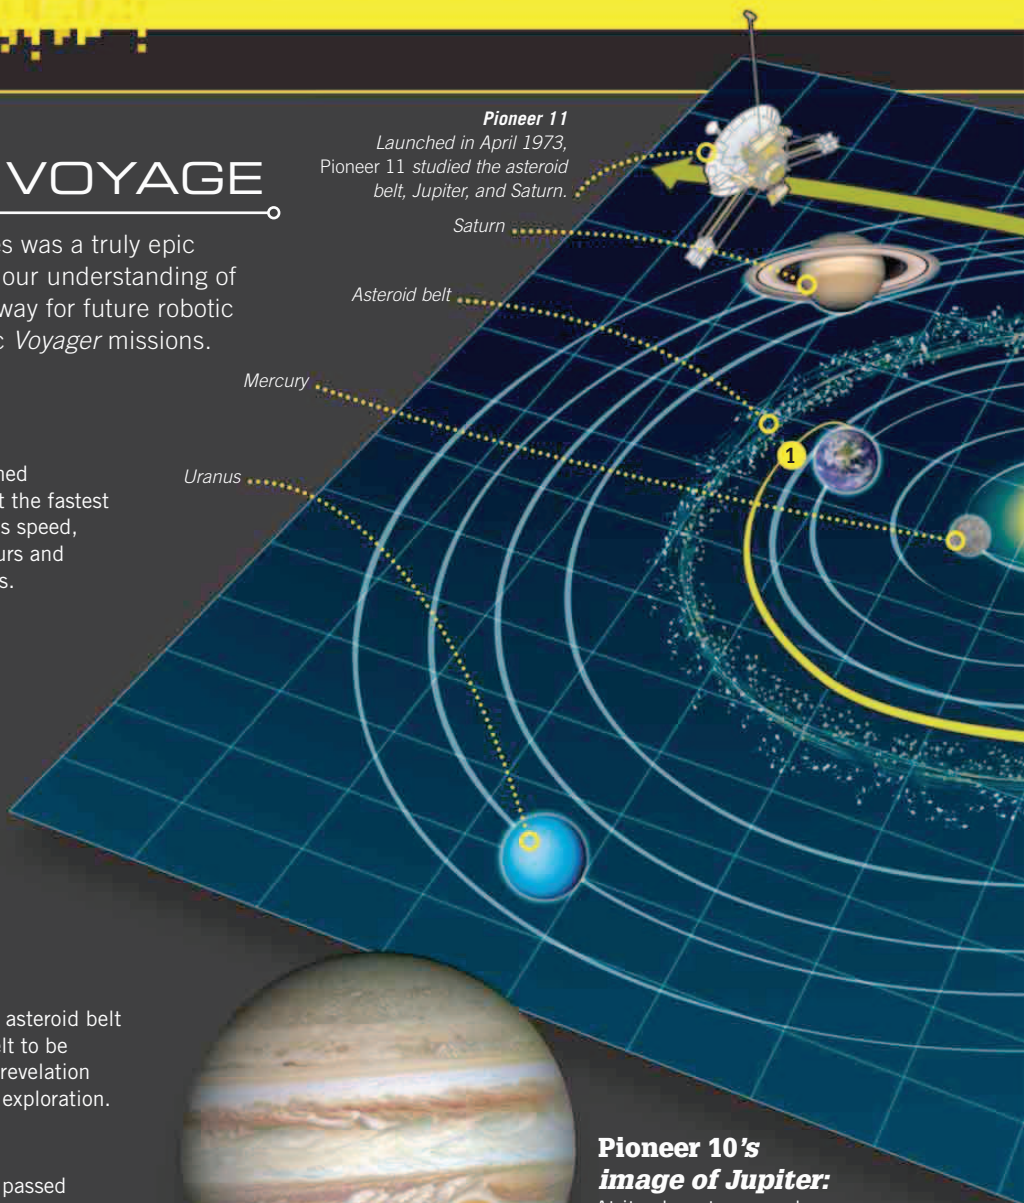 VOYAGE
es was a truly epic
our understanding of
way for future robotic
c Voyager missions.
Pioneer 11
Launched in April 1973,
Pioneer 11 studied the asteroid
belt, Jupiter, and Saturn.
Saturn
Asteroid belt
Mercury
Uranus
1
ned
t the fastest
s speed,
urs and
s.
asteroid belt
lt to be
revelation
exploration.
passed
Pioneer 10's
image of Jupiter: